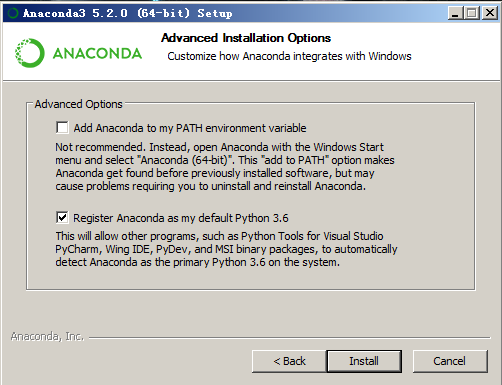 Anaconda3 5.2.0 (64-bit) Setup
ANACONDA
Advanced Installation Options
Customize how Anaconda integrates with Windows
Advanced Options
Add Anaconda to my PATH environment variable
Not recommended. Instead, open Anaconda with the Windows Start
menu and select "Anaconda (64-bit)". This "add to PATH" option makes
Anaconda get found before previously installed software, but may
cause problems requiring you to uninstall and reinstall Anaconda.
Register Anaconda as my default Python 3.6
This will allow other programs, such as Python Tools for Visual Studio
PyCharm, Wing IDE, PyDev, and MSI binary packages, to automatically
detect Anaconda as the primary Python 3.6 on the system.
Anaconda, Inc.
< Back
Install
Cancel